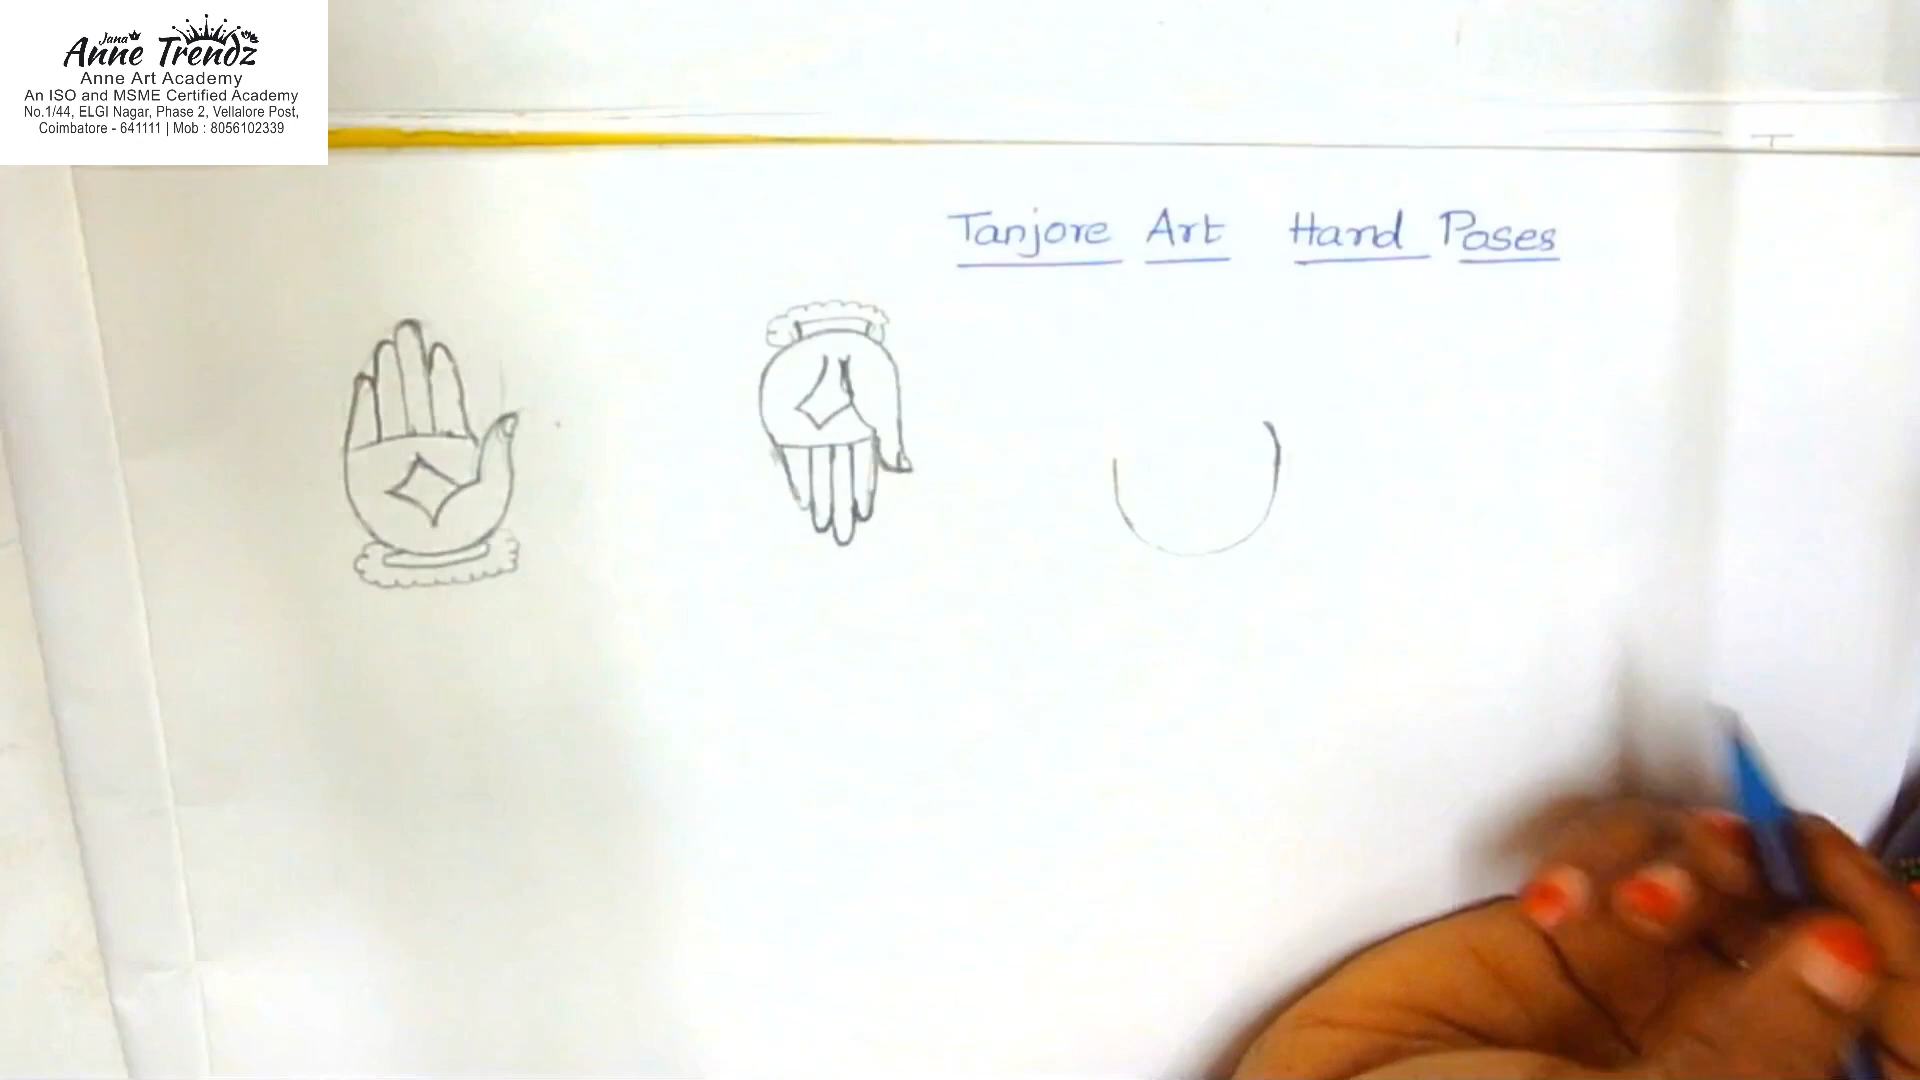 Jana
Anne Trendz
Anne Art Academy
An ISO and MSME Certified Academy
No.1/44, ELGI Nagar, Phase 2, Vellalore Post,
Coimbatore - 641111 | Mob : 8056102339
Tanjore Art Hand Poses